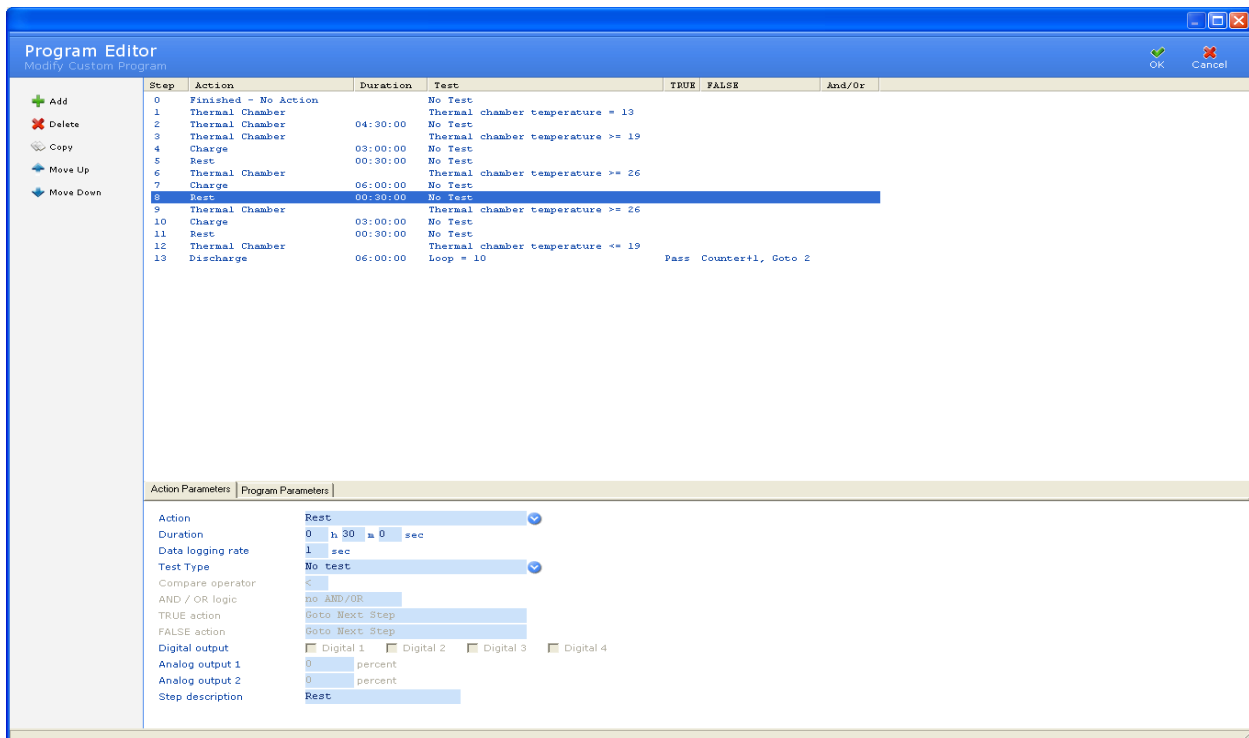 Program Editor
Modify Custom Program
OK
Cancel
Add
Delete
Copy
Move Up
Move Down
Step Action Duration Test TRUE FALSE And/Or
0 Finished - No Action No Test
1 Thermal Chamber Thermal chamber temperature = 13
2 Thermal Chamber 04:30:00 No Test
3 Thermal Chamber Thermal chamber temperature >= 19
4 Charge 03:00:00 No Test
5 Rest 00:30:00 No Test
6 Thermal Chamber Thermal chamber temperature >= 26
7 Charge 06:00:00 No Test
8 Rest 00:30:00 No Test
9 Thermal Chamber Thermal chamber temperature >= 26
10 Charge 03:00:00 No Test
11 Rest 00:30:00 No Test
12 Thermal Chamber Thermal chamber temperature <= 19
13 Discharge 06:00:00 Loop = 10 Pass Counter+1, Goto 2
Action Parameters Program Parameters
Action Rest
Duration 0 h 30 m 0 sec
Data logging rate 1 sec
Test Type No test
Compare operator <
AND / OR logic no AND/OR
TRUE action Goto Next Step
FALSE action Goto Next Step
Digital output Digital 1 Digital 2 Digital 3 Digital 4
Analog output 1 0 percent
Analog output 2 0 percent
Step description Rest